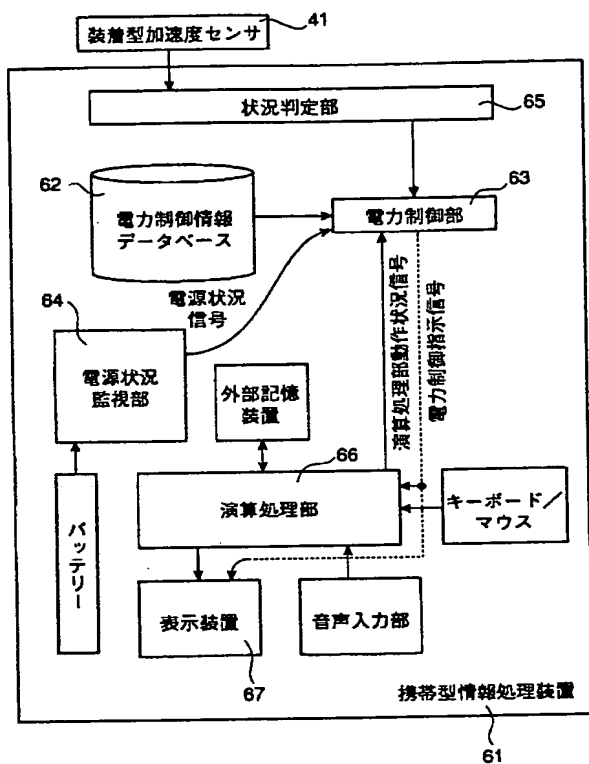 装着型加速度センサ
41
状況判定部
65
62
電力制御情報
データベース
63
電力制御部
電源状況
信号
64
電源状況
監視部
演算処理部動作状況信号
電力制御指示信号
外部記憶
装置
66
演算処理部
キーボード／
マウス
バッテリー
表示装置
音声入力部
67
携帯型情報処理装置
61